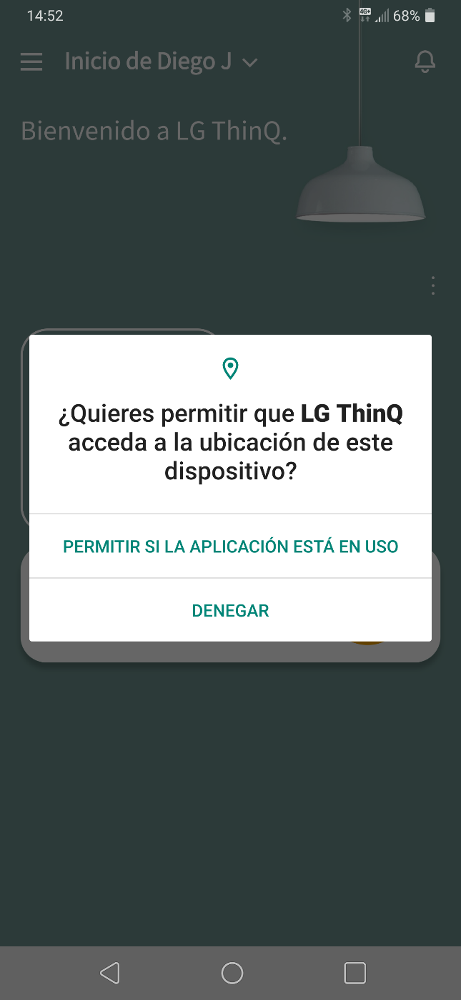 14:52
4G+ 68%
Inicio de Diego J
Bienvenido a LG ThinQ.
¿Quieres permitir que LG ThinQ
acceda a la ubicación de este
dispositivo?
PERMITIR SI LA APLICACIÓN ESTÁ EN USO
DENEGAR